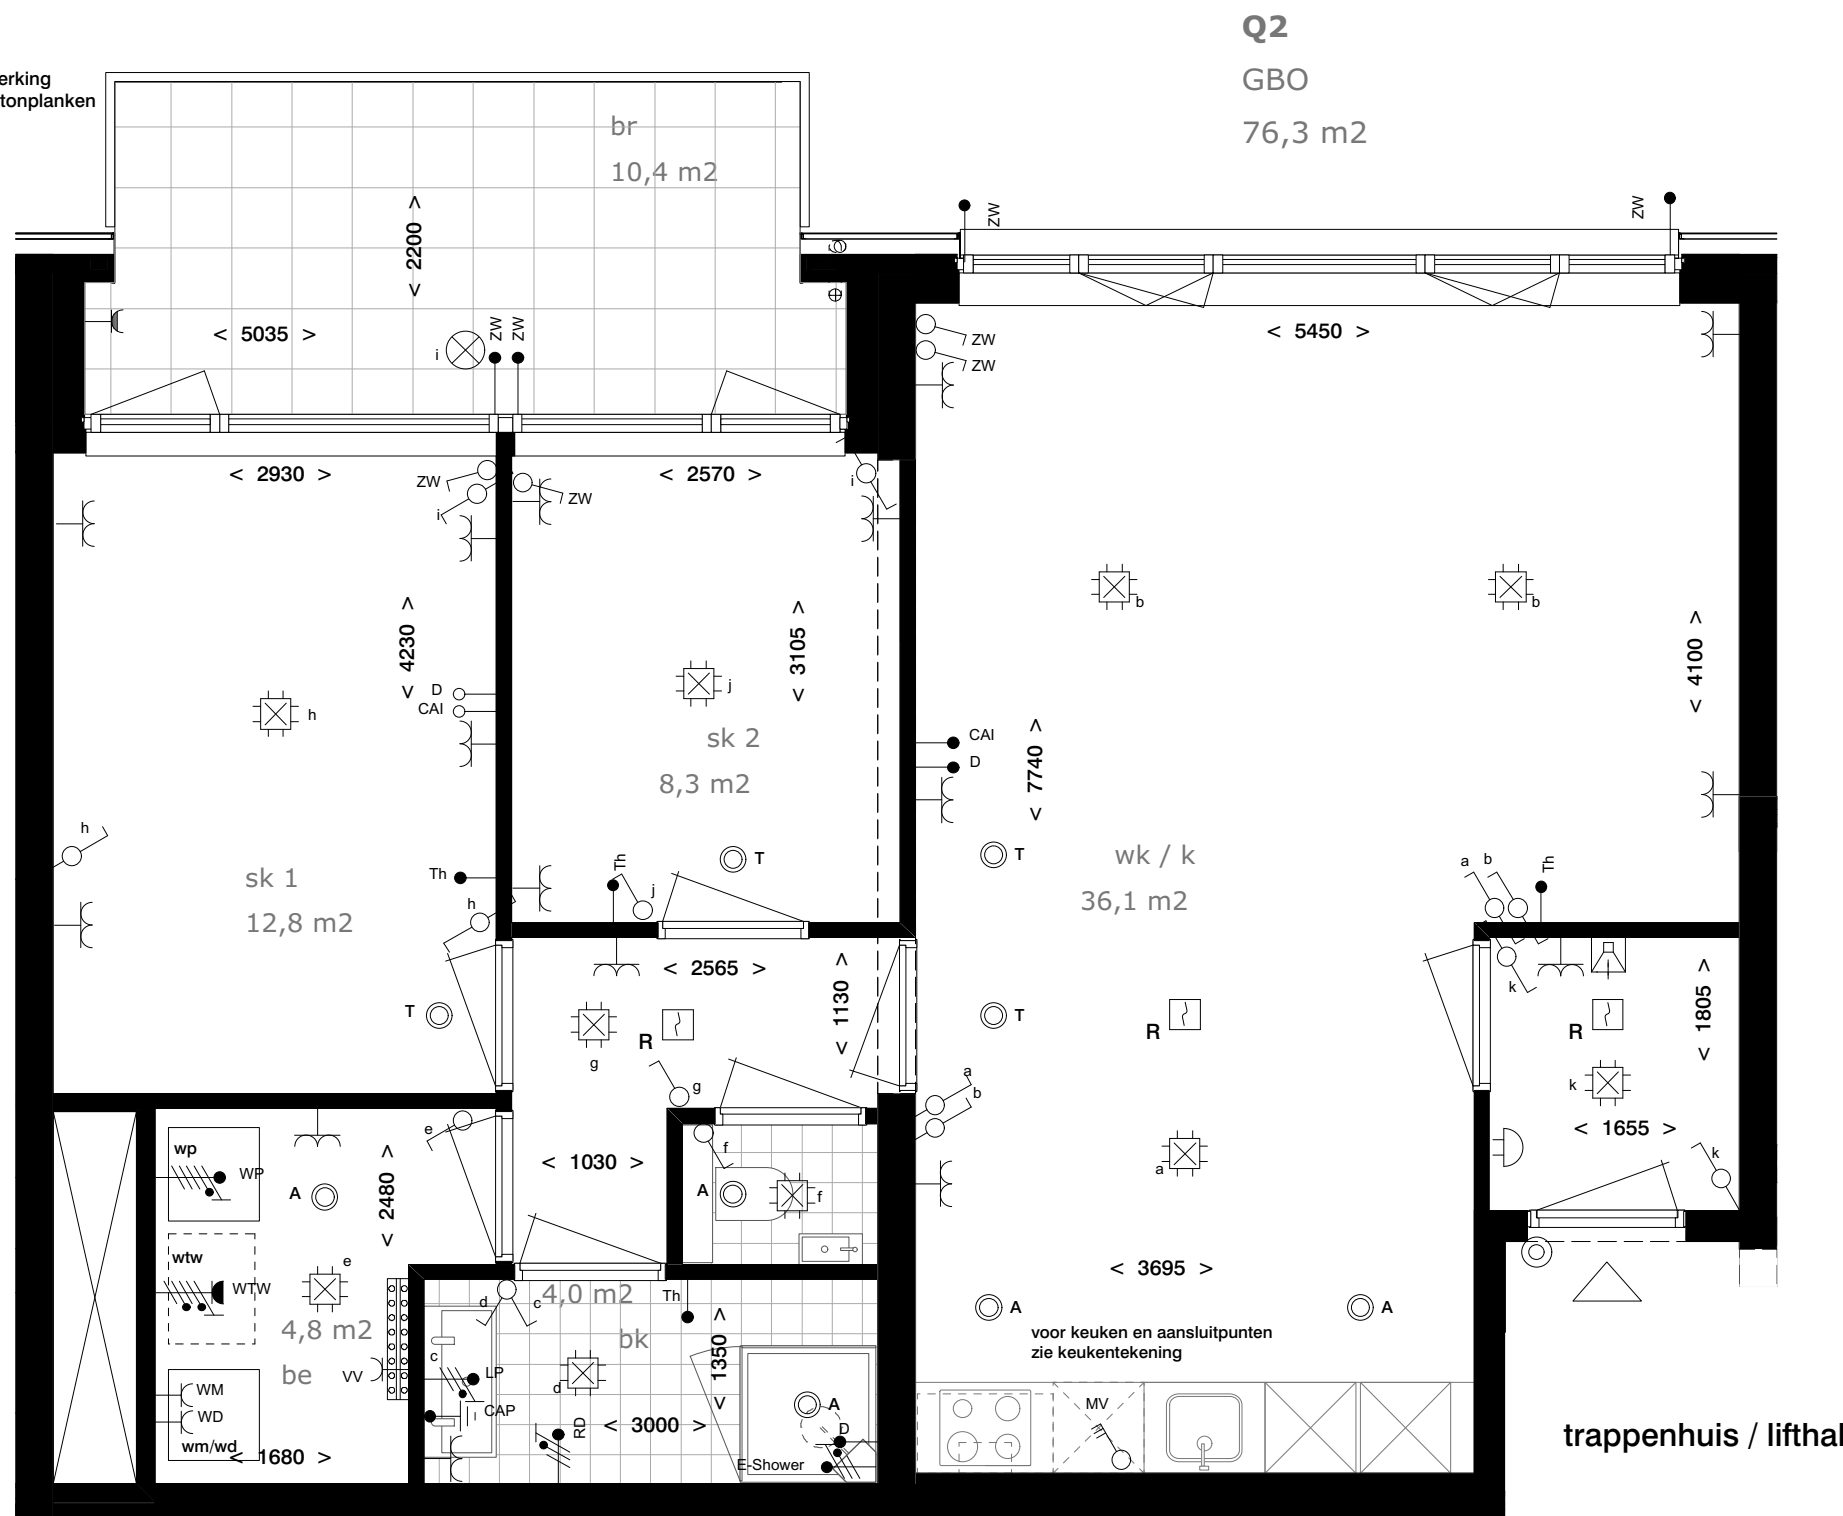 Q2
GBO
76,3 m2
erking
tonplanken
br
10,4 m2
< 2200 >
ZW
ZW
< 5035 >
i
ZW
ZW
< 5450 >
ZW
ZW
< 2930 >
ZW
i
ZW
< 2570 >
i
h
< 4230 >
D
CAI
j
< 3105 >
sk 2
8,3 m2
b
b
< 4100 >
CAI
D
< 7740 >
h
sk 1
12,8 m2
Th
h
T
Th
j
T
T
wk / k
36,1 m2
a
b
Th
T
R
< 2565 >
< 1130 >
g
R
g
k
R
< 1805 >
k
< 1655 >
k
a
b
a
e
< 1030 >
f
A
f
wp
WP
A
< 2480 >
wtw
WTW
e
4,8 m2
be
VV
WM
WD
wm/wd
< 1680 >
d
c
4,0 m2
bk
Th
< 1350 >
c
LP
d
CAP
RD
< 3000 >
A
D
E-Shower
< 3695 >
A
A
voor keuken en aansluitpunten
zie keukentekening
MV
trappenhuis / lifthal